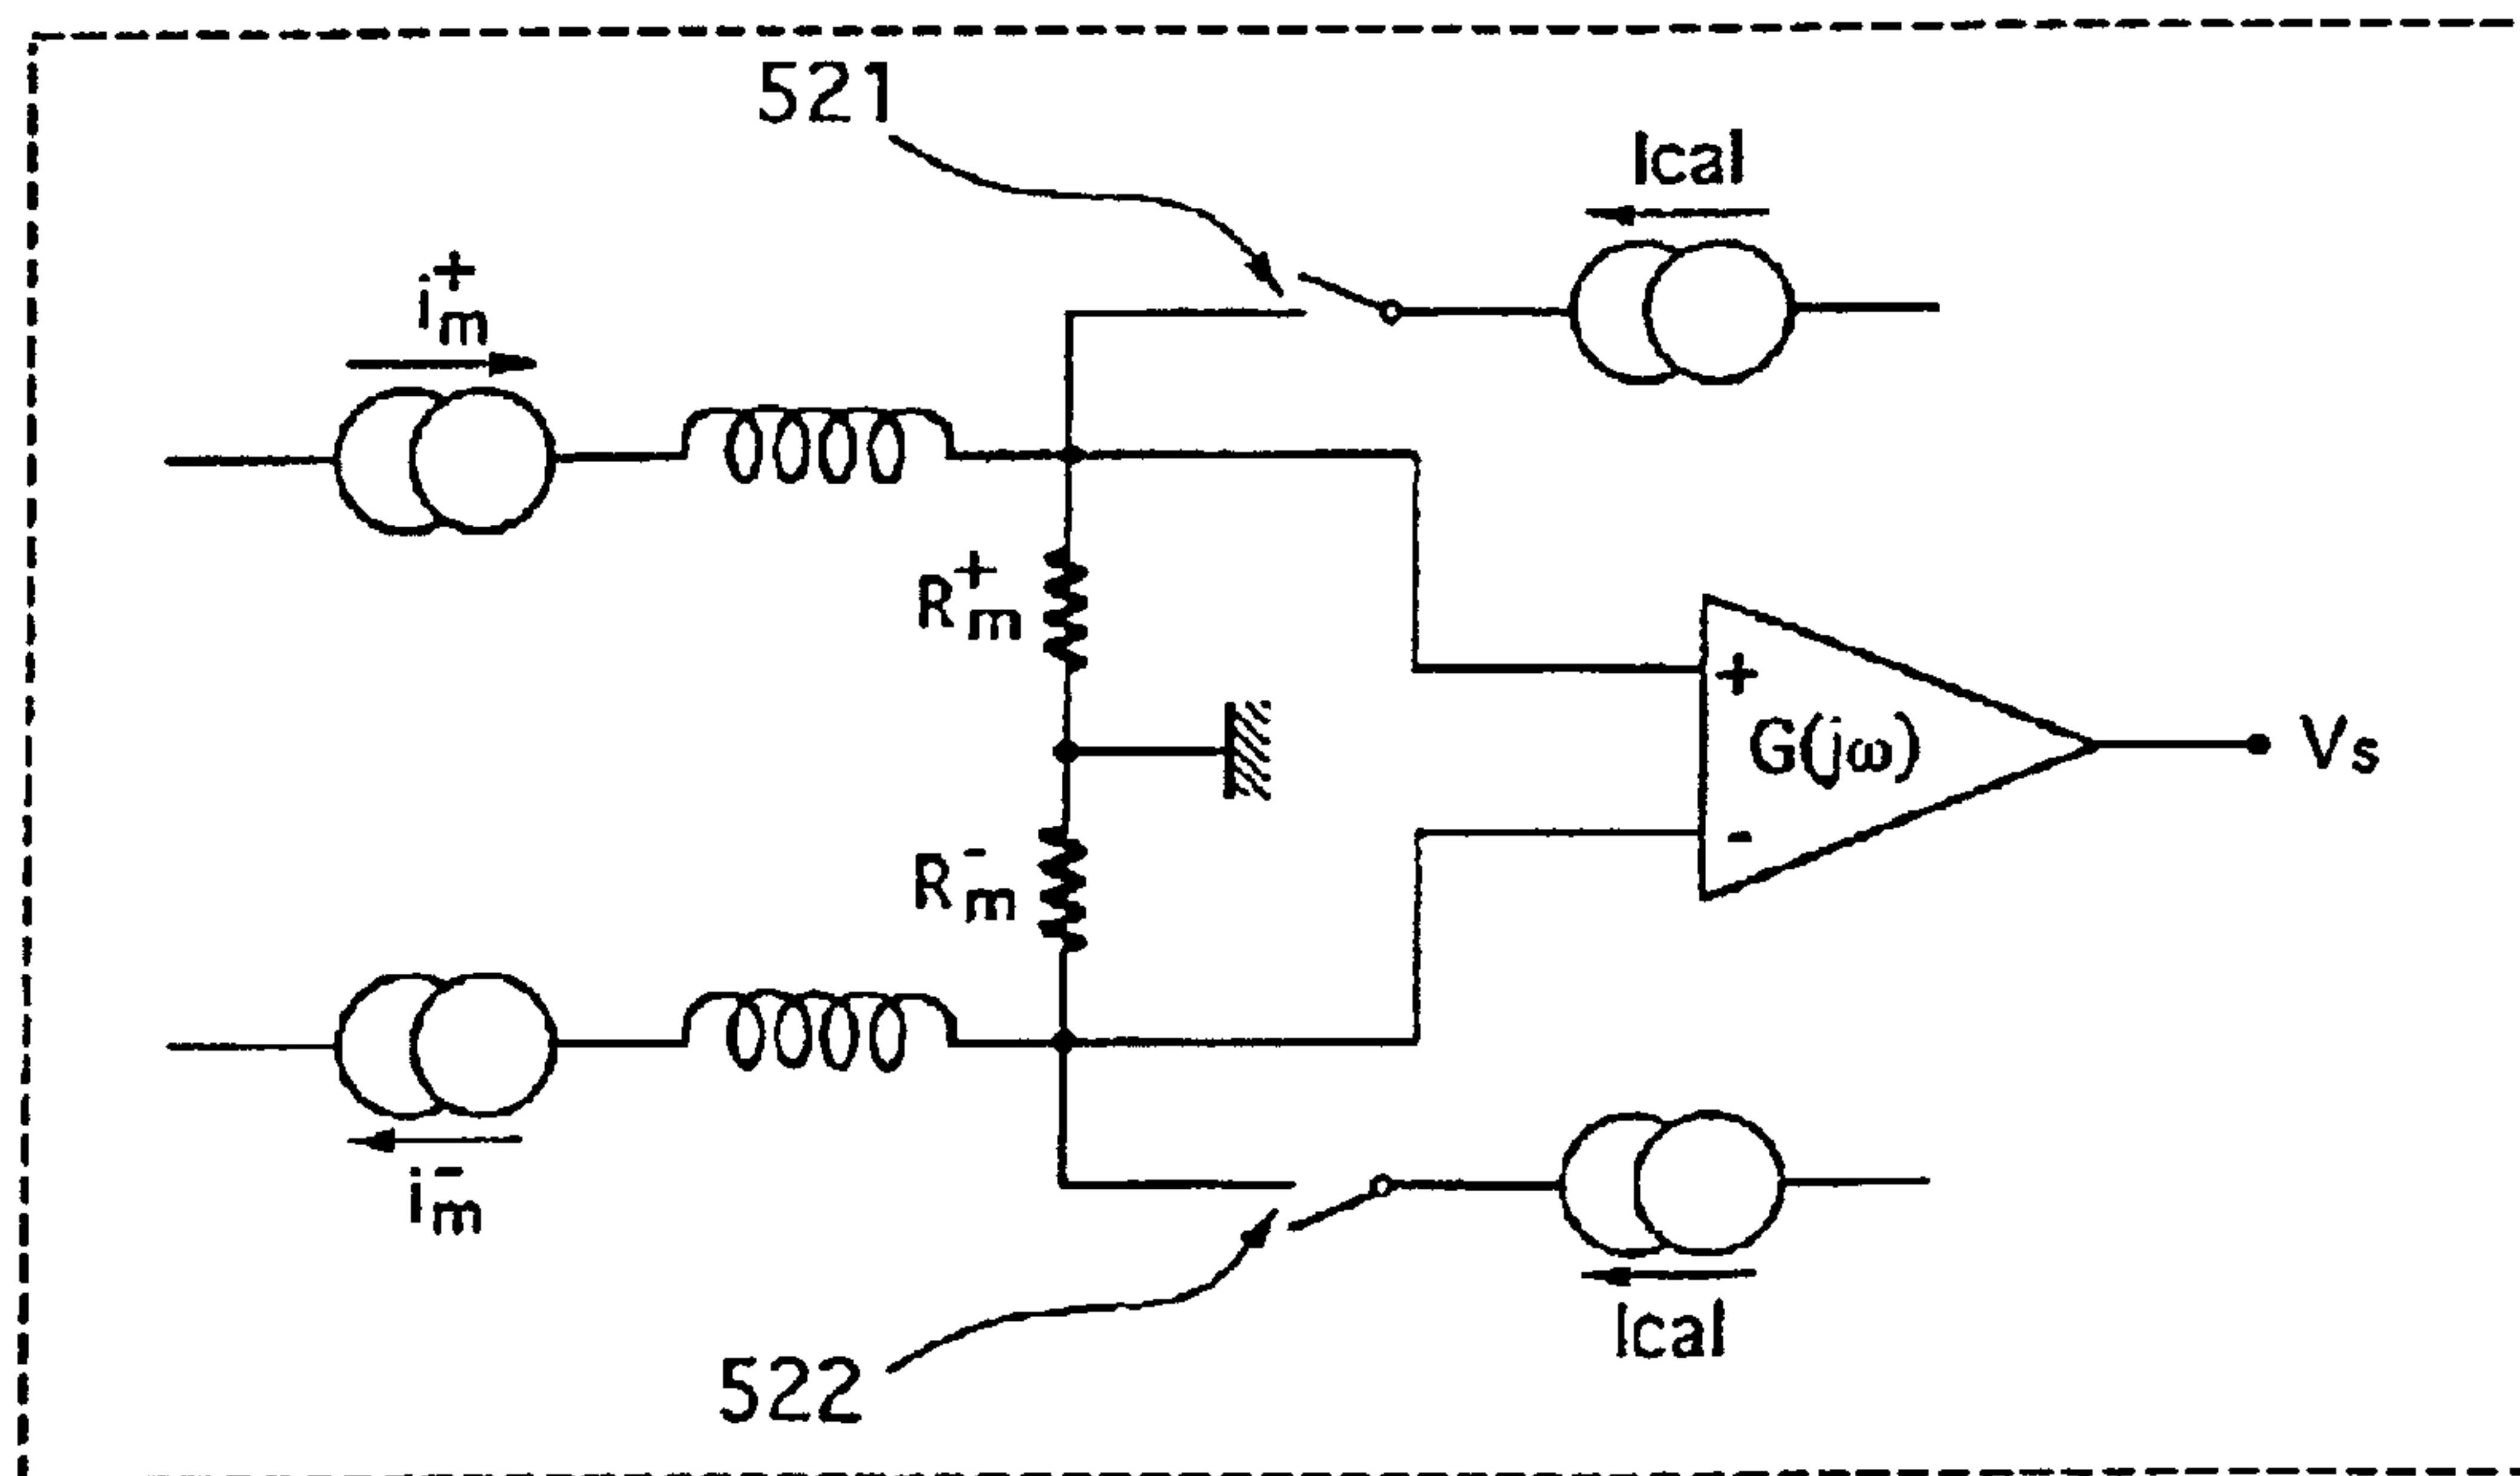 521
Ical
i+m
R+m
+
G(jω)
Vs
-
R-m
i-m
Ical
522